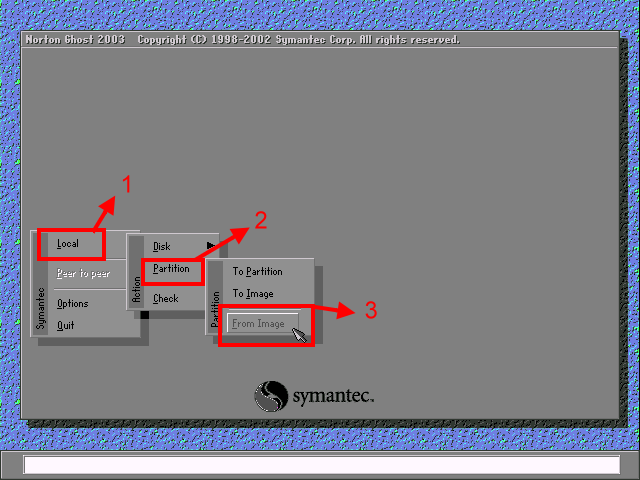 Norton Ghost 2003 Copyright (C) 1998-2002 Symantec Corp. All rights reserved.
1
2
3
Symantec
Local
Peer to peer
Options
Quit
Action
Disk
Partition
Check
Partition
To Partition
To Image
From Image
symantec.